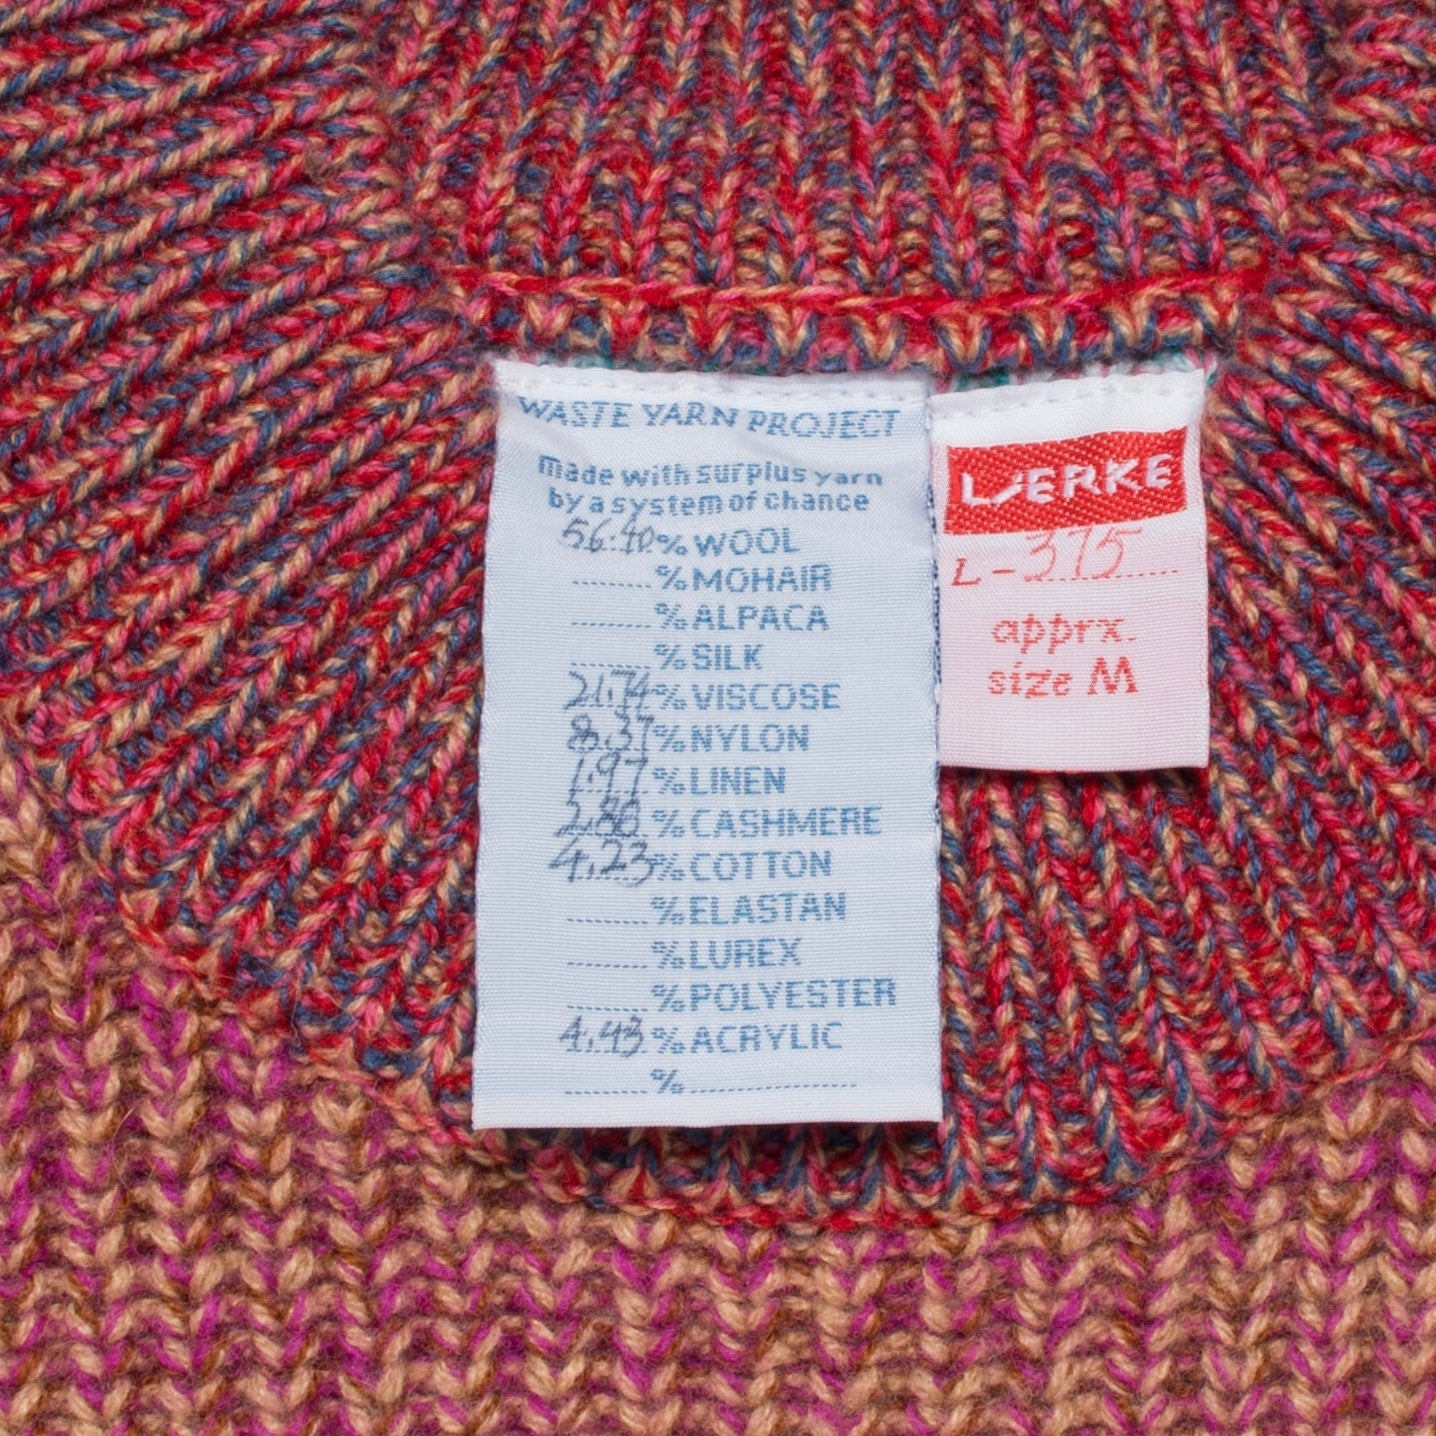 WASTE YARN PROJECT
made with surplus yarn
by a system of chance
56.40% WOOL
........% MOHAIR
........% ALPACA
........% SILK
21.74% VISCOSE
8.37% NYLON
1.97% LINEN
2.80% CASHMERE
4.23% COTTON
........% ELASTAN
........% LUREX
........% POLYESTER
4.43% ACRYLIC
........% ................
WERKE
L-375
apprx.
size M